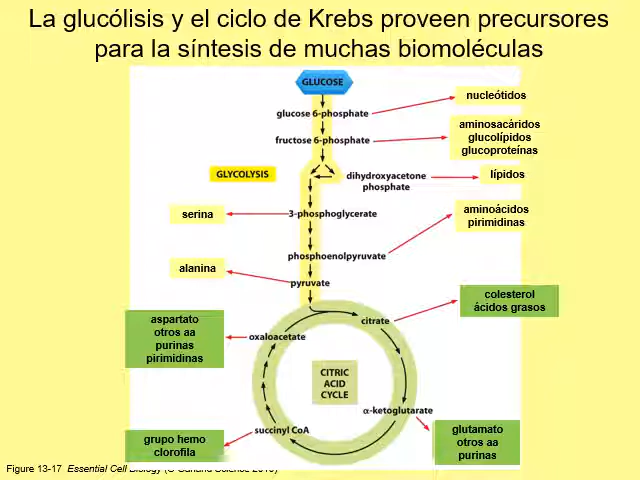 La glucólisis y el ciclo de Krebs proveen precursores
para la síntesis de muchas biomoléculas
GLUCOSE
nucleótidos
glucose 6-phosphate
aminosacáridos
glucolípidos
glucoproteínas
fructose 6-phosphate
GLYCOLYSIS
dihydroxyacetone
phosphate
lípidos
serina
3-phosphoglycerate
aminoácidos
pirimidinas
phosphoenolpyruvate
alanina
pyruvate
colesterol
ácidos grasos
aspartato
otros aa
purinas
pirimidinas
citrate
oxaloacetate
CITRIC
ACID
CYCLE
α-ketoglutarate
succinyl CoA
glutamato
otros aa
purinas
grupo hemo
clorofila
Figure 13-17 Essential Cell Biology (© Garland Science 2010)